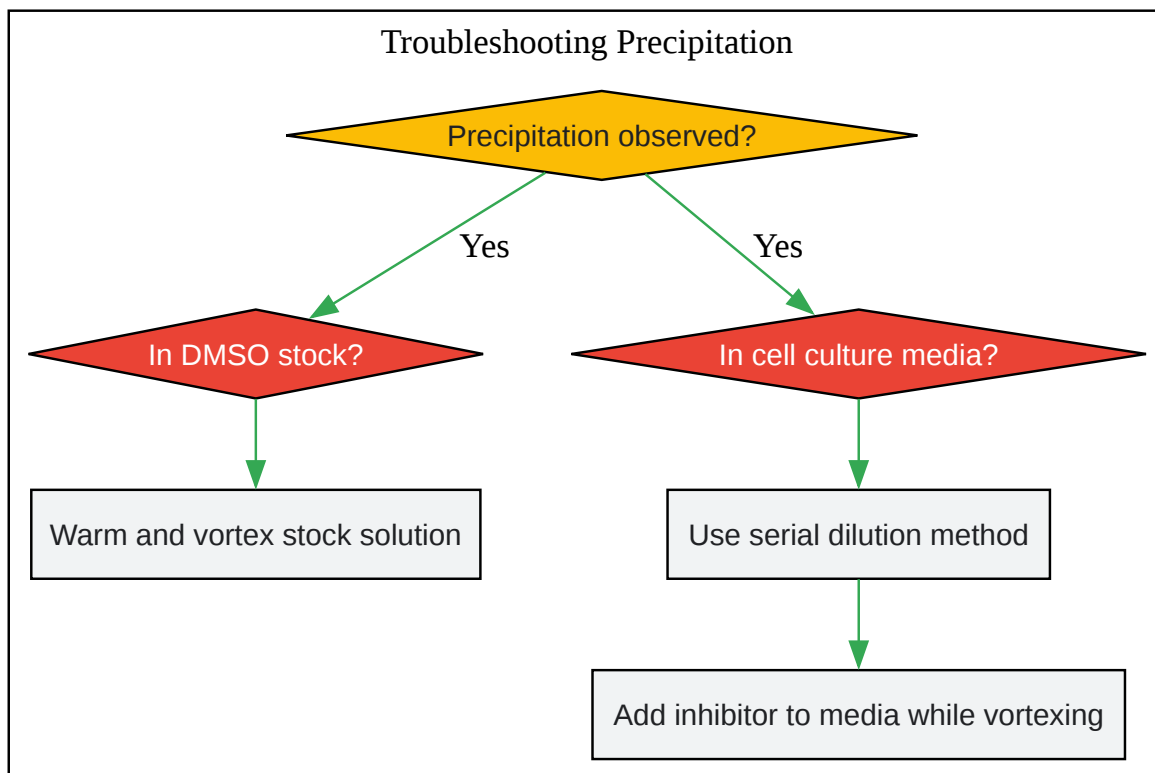 Troubleshooting Precipitation
Precipitation observed?
Yes
Yes
In DMSO stock?
In cell culture media?
Warm and vortex stock solution
Use serial dilution method
Add inhibitor to media while vortexing